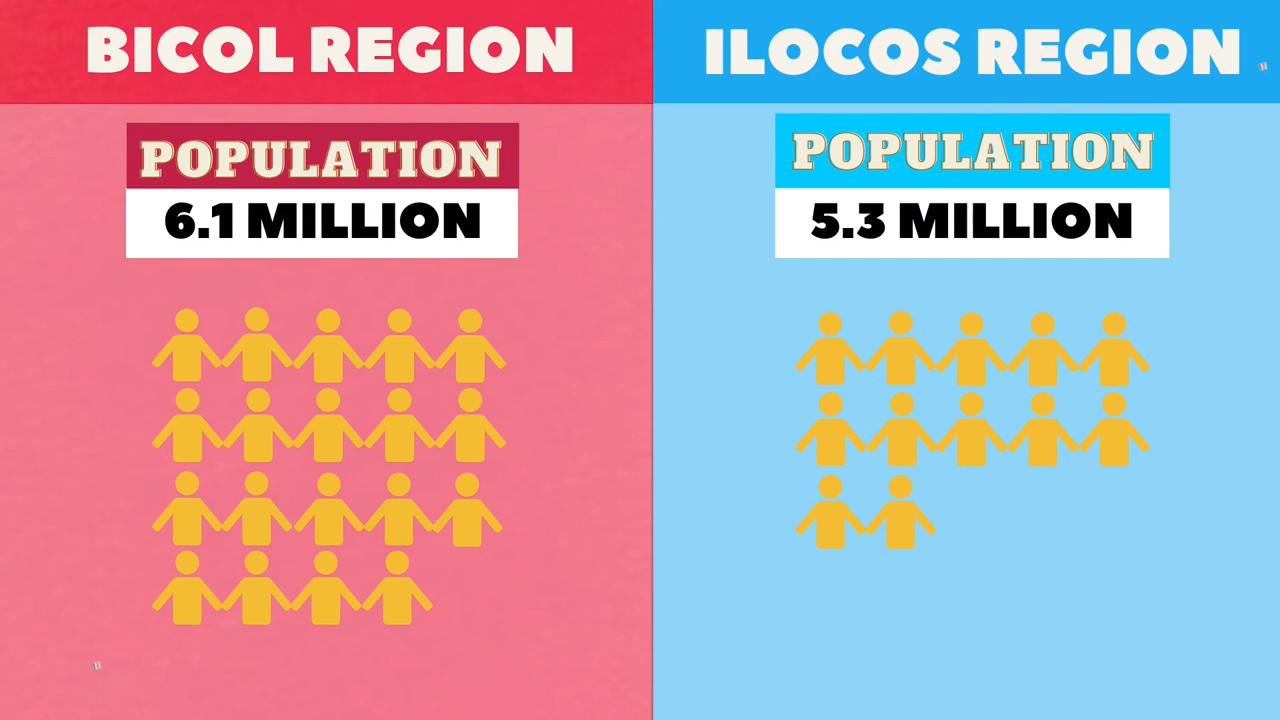 BICOL REGION
POPULATION
6.1 MILLION
ILOCOS REGION
POPULATION
5.3 MILLION